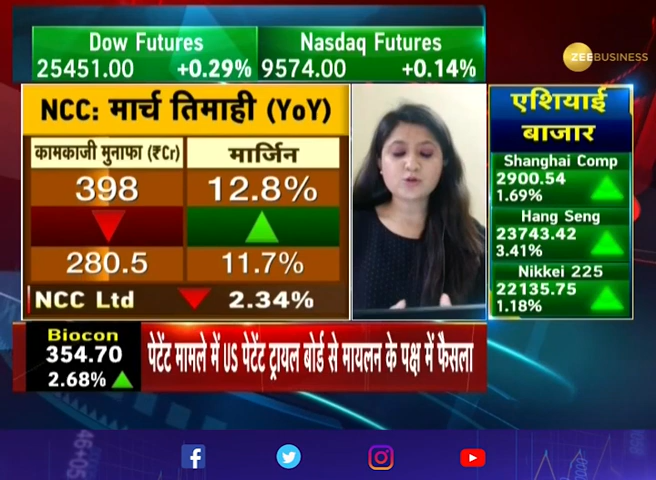 Dow Futures
25451.00 +0.29%
Nasdaq Futures
9574.00 +0.14%
ZEEBUSINESS
NCC: मार्च तिमाही (YoY)
कामकाजी मुनाफा (₹Cr) मार्जिन
398 12.8%
280.5 11.7%
NCC Ltd 2.34%
एशियाई
बाजार
Shanghai Comp
2900.54
1.69%
Hang Seng
23743.42
3.41%
Nikkei 225
22135.75
1.18%
Biocon
354.70
2.68%
पेटेंट मामले में US पेटेंट ट्रायल बोर्ड से मायलन के पक्ष में फैसला
46+05